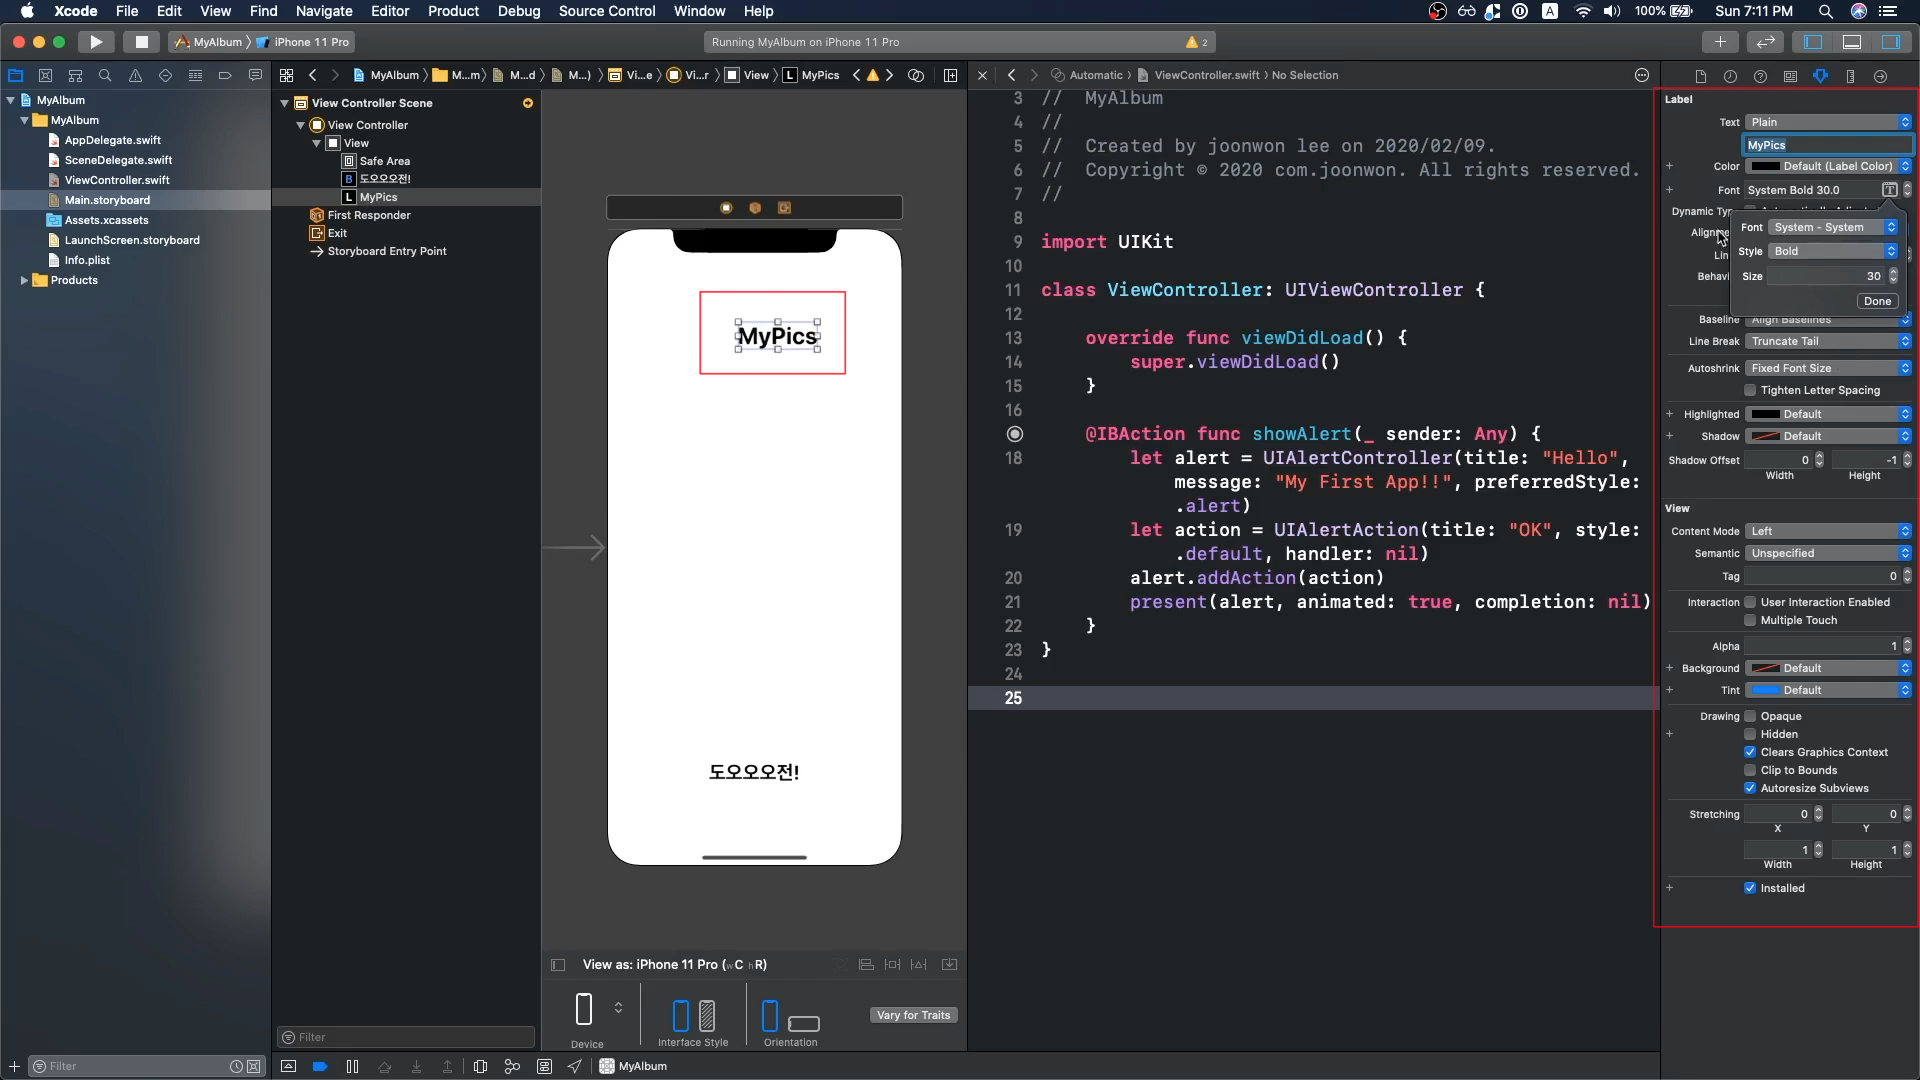 Xcode File Edit View Find Navigate Editor Product Debug Source Control Window Help
A 100% Sun 7:11 PM
MyAlbum iPhone 11 Pro
Running MyAlbum on iPhone 11 Pro
2
MyAlbum M...m M...d M...) Vi...e Vi...r View L MyPics
Automatic ViewController.swift No Selection
MyAlbum
MyAlbum
AppDelegate.swift
SceneDelegate.swift
ViewController.swift
Main.storyboard
Assets.xcassets
LaunchScreen.storyboard
Info.plist
Products
Filter
View Controller Scene
View Controller
View
Safe Area
B 도오오오전!
L MyPics
First Responder
Exit
Storyboard Entry Point
Filter
MyPics
도오오오전!
View as: iPhone 11 Pro (wC hR)
Device
Interface Style
Orientation
Vary for Traits
MyAlbum
3 // MyAlbum
4 //
5 // Created by joonwon lee on 2020/02/09.
6 // Copyright © 2020 com.joonwon. All rights reserved.
7 //
8
9 import UIKit
10
11 class ViewController: UIViewController {
12
13 override func viewDidLoad() {
14 super.viewDidLoad()
15 }
16
@IBAction func showAlert(_ sender: Any) {
18 let alert = UIAlertController(title: "Hello",
message: "My First App!!", preferredStyle:
.alert)
19 let action = UIAlertAction(title: "OK", style:
.default, handler: nil)
20 alert.addAction(action)
21 present(alert, animated: true, completion: nil)
22 }
23 }
24
25
Label
Text Plain
MyPics
Color Default (Label Color)
Font System Bold 30.0
Font System - System
Style Bold
Size 30
Done
Baseline Align Baselines
Line Break Truncate Tail
Autoshrink Fixed Font Size
Tighten Letter Spacing
Highlighted Default
Shadow Default
Shadow Offset 0 -1
Width Height
View
Content Mode Left
Semantic Unspecified
Tag 0
Interaction User Interaction Enabled
Multiple Touch
Alpha 1
Background Default
Tint Default
Drawing Opaque
Hidden
Clears Graphics Context
Clip to Bounds
Autoresize Subviews
Stretching 0 0
X Y
1 1
Width Height
Installed